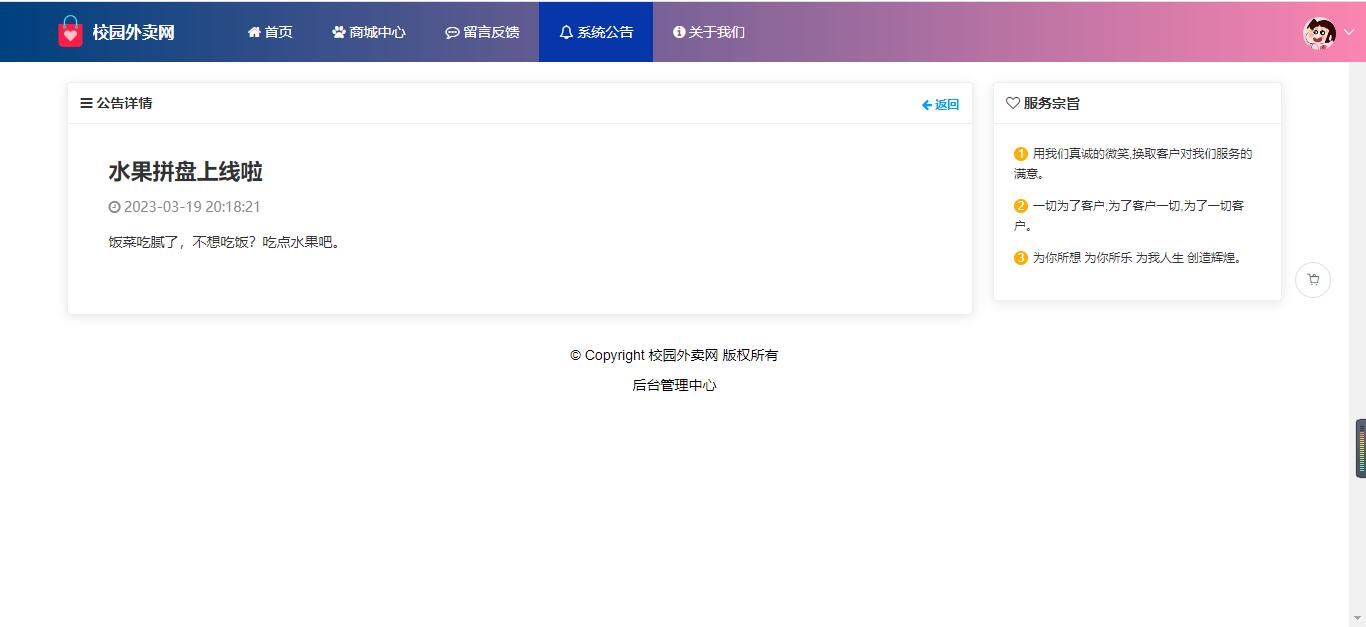 校园外卖网 首页 商城中心 留言反馈 系统公告 关于我们
公告详情 返回
水果拼盘上线啦
2023-03-19 20:18:21
饭菜吃腻了，不想吃饭？吃点水果吧。
服务宗旨
1 用我们真诚的微笑,换取客户对我们服务的
满意。
2 一切为了客户,为了客户一切,为了一切客
户。
3 为你所想 为你所乐 为我人生 创造辉煌。
© Copyright 校园外卖网 版权所有
后台管理中心